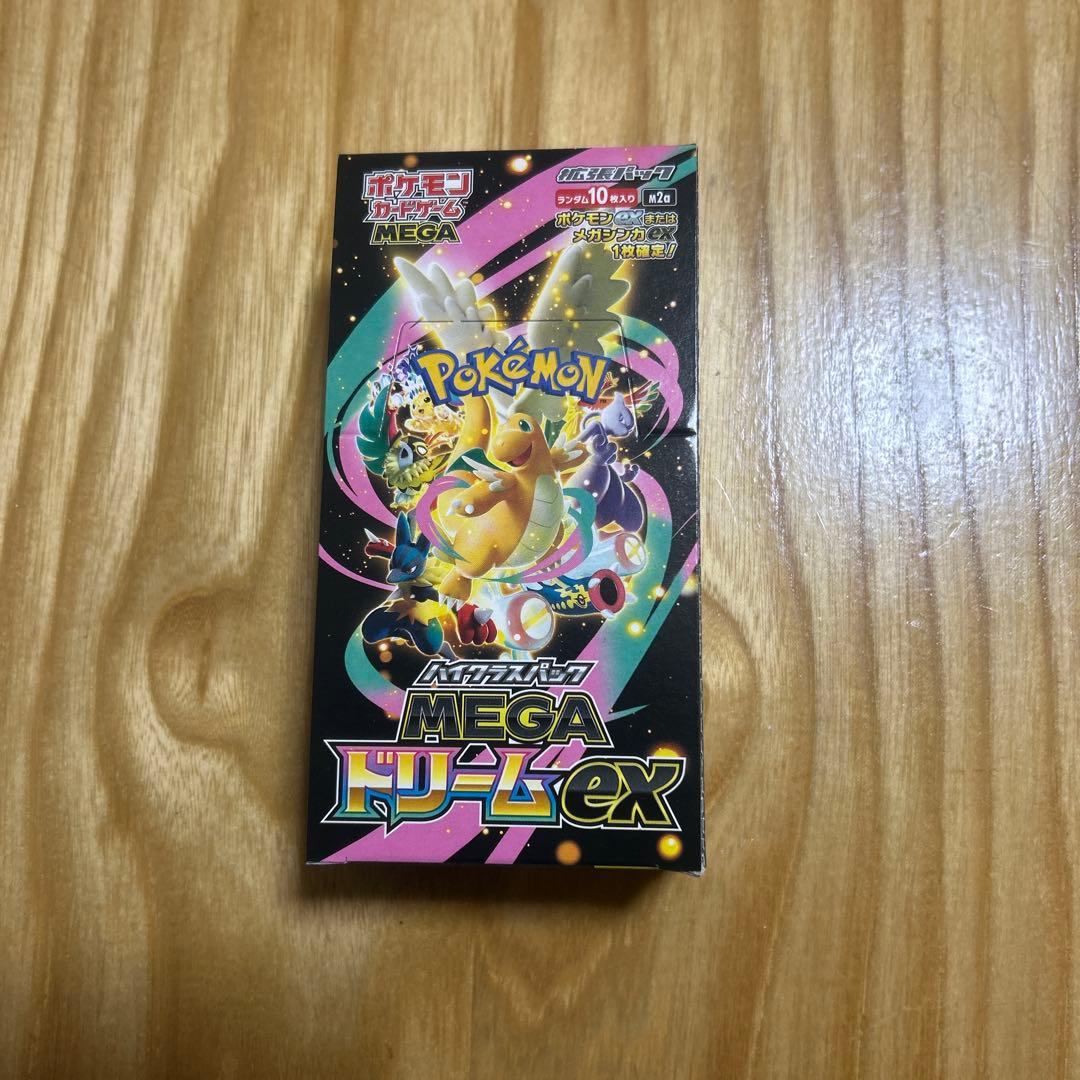 ポケモン
カードゲーム
MEGA
拡張パック
ランダム10枚入り M2a
ポケモンexまたは
メガシンカex
1枚確定!
POKéMON
ハイクラスパック
MEGA
ドリームex